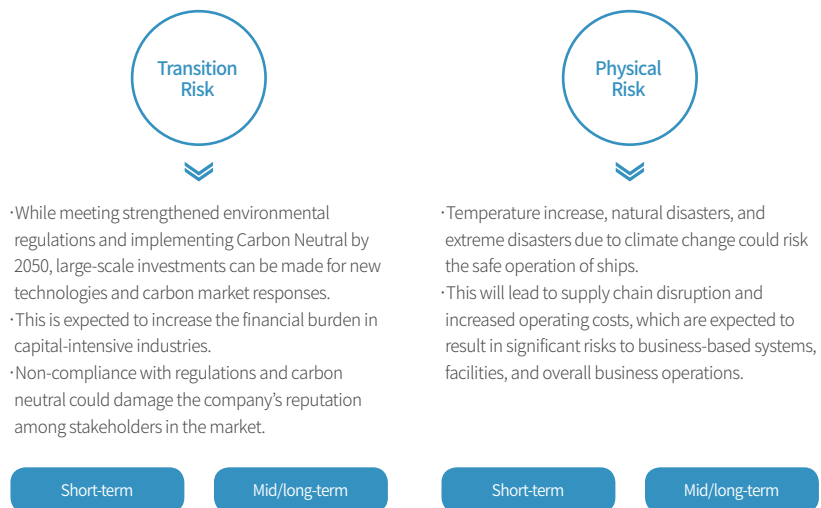 Transition
Risk
·While meeting strengthened environmental
regulations and implementing Carbon Neutral by
2050, large-scale investments can be made for new
technologies and carbon market responses.
·This is expected to increase the financial burden in
capital-intensive industries.
·Non-compliance with regulations and carbon
neutral could damage the company’s reputation
among stakeholders in the market.
Short-term
Mid/long-term
Physical
Risk
·Temperature increase, natural disasters, and
extreme disasters due to climate change could risk
the safe operation of ships.
·This will lead to supply chain disruption and
increased operating costs, which are expected to
result in significant risks to business-based systems,
facilities, and overall business operations.
Short-term
Mid/long-term